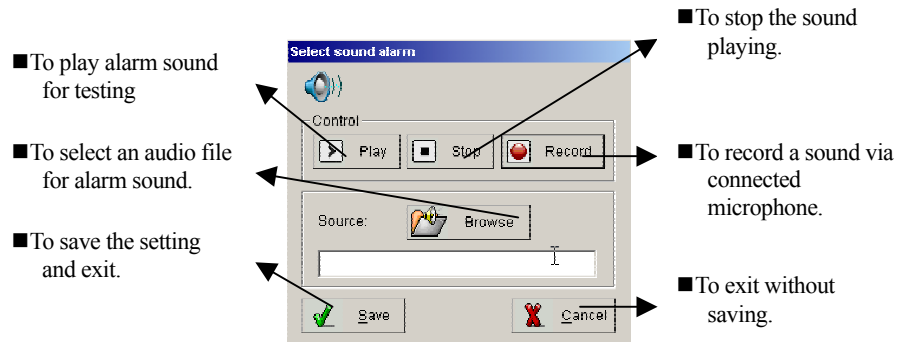 ■To play alarm sound
for testing
■To select an audio file
for alarm sound.
■To save the setting
and exit.
Select sound alarm
Control
Play
Stop
Record
Source:
Browse
Save
Cancel
■To stop the sound
playing.
■To record a sound via
connected
microphone.
■To exit without
saving.